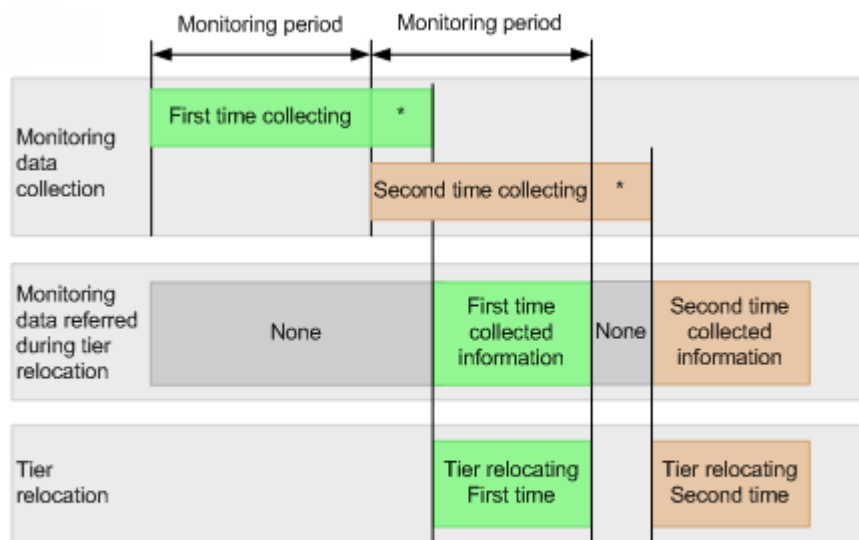 Monitoring period
Monitoring period
Monitoring
data
collection
First time collecting
*
Second time collecting
*
Monitoring
data referred
during tier
relocation
None
First time
collected
information
None
Second time
collected
information
Tier
relocation
Tier relocating
First time
Tier relocating
Second time